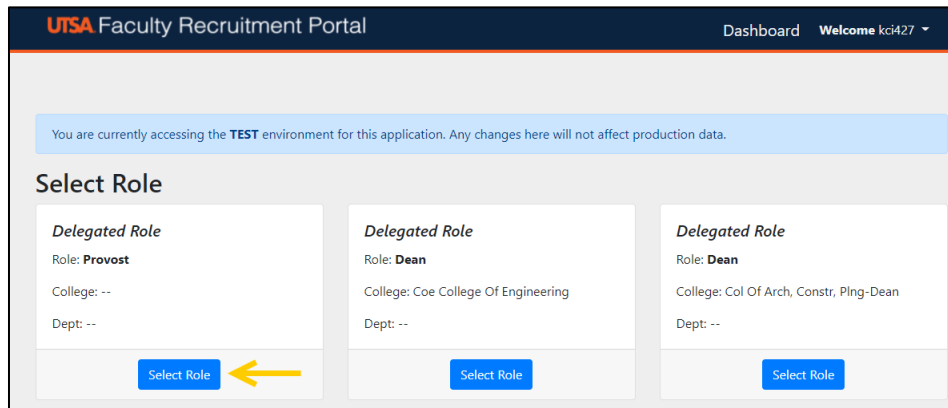 UTSA Faculty Recruitment Portal
Dashboard Welcome kci427
You are currently accessing the TEST environment for this application. Any changes here will not affect production data.
Select Role
Delegated Role
Role: Provost
College: --
Dept: --
Select Role
Delegated Role
Role: Dean
College: Coe College Of Engineering
Dept: --
Select Role
Delegated Role
Role: Dean
College: Col Of Arch, Constr, Plng-Dean
Dept: --
Select Role